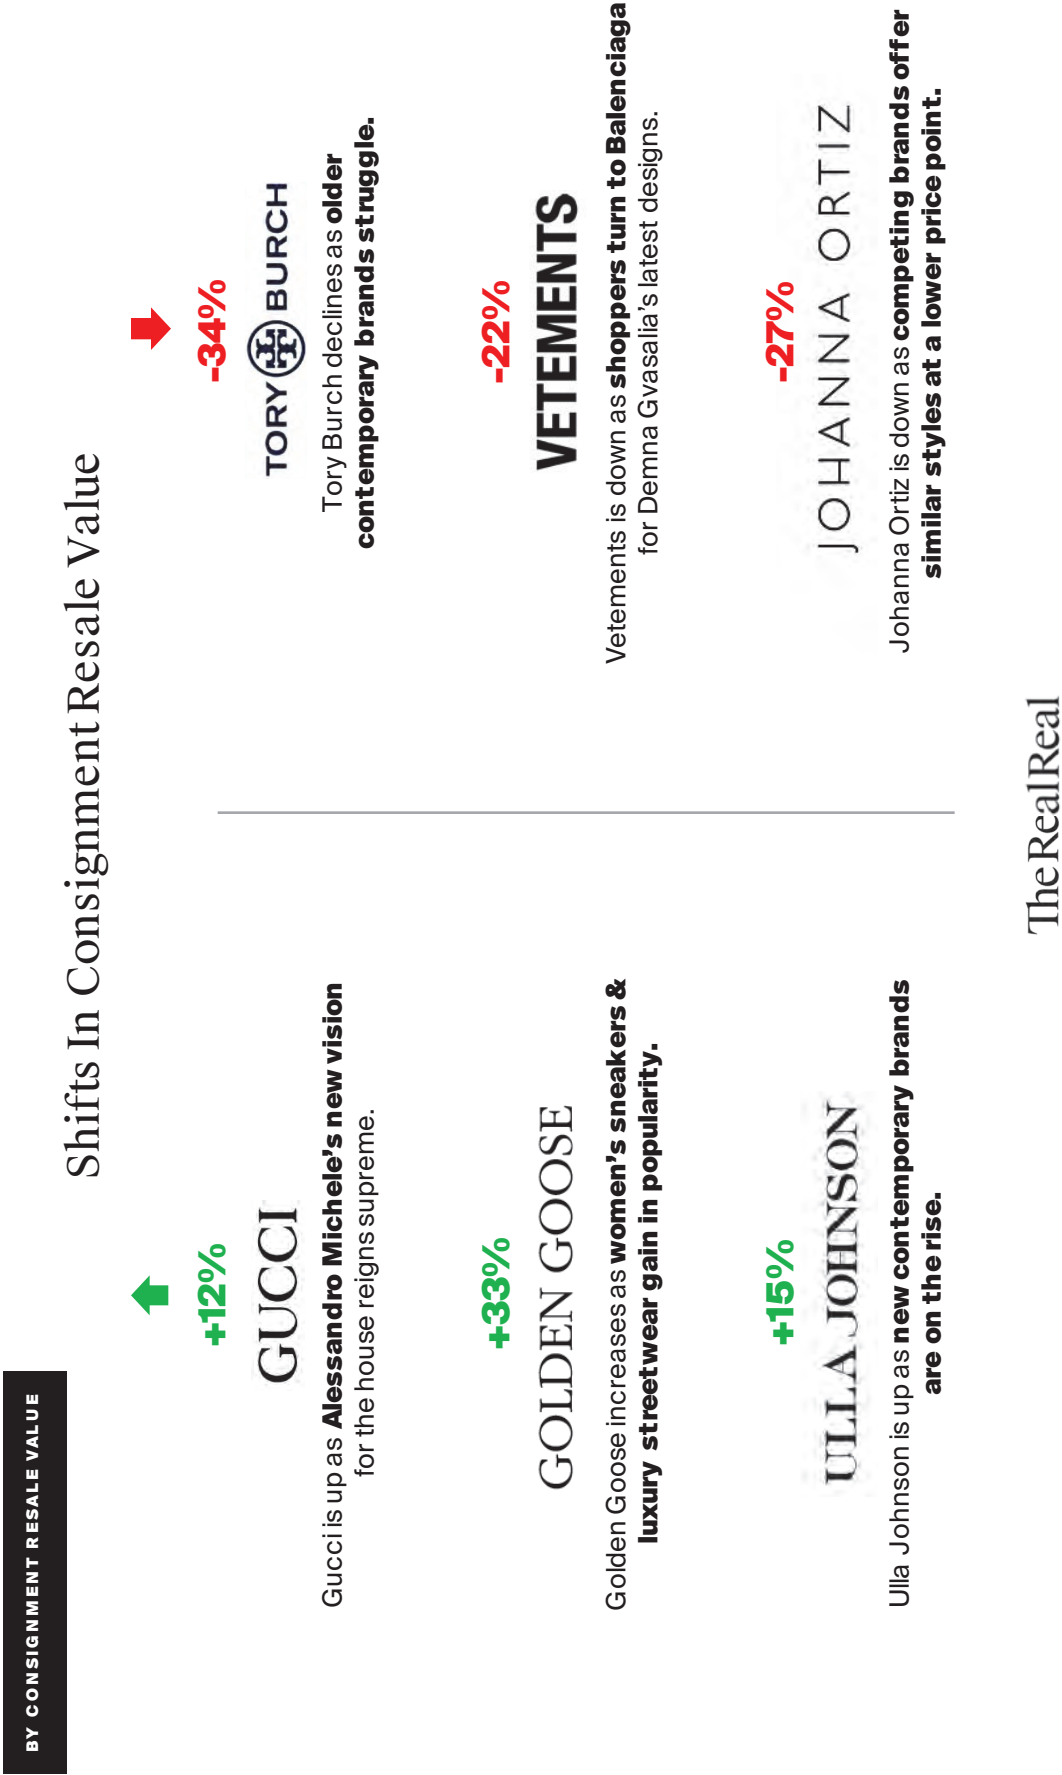 BY CONSIGNMENT RESALE VALUE
Shifts In Consignment Resale Value
+12%
GUCCI
Gucci is up as Alessandro Michele's new vision
for the house reigns supreme.
+33%
GOLDEN GOOSE
Golden Goose increases as women's sneakers &
luxury streetwear gain in popularity.
+15%
ULLA JOHNSON
Ulla Johnson is up as new contemporary brands
are on the rise.
-34%
TORY BURCH
Tory Burch declines as older
contemporary brands struggle.
-22%
VETEMENTS
Vetements is down as shoppers turn to Balenciaga
for Demna Gvasalia's latest designs.
-27%
JOHANNA ORTIZ
Johanna Ortiz is down as competing brands offer
similar styles at a lower price point.
TheRealReal